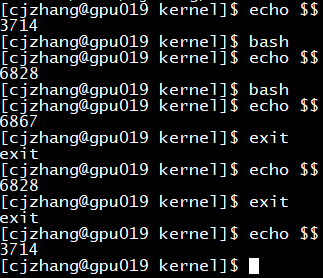 [cjzhang@gpu019 kernel]$ echo $$
3714
[cjzhang@gpu019 kernel]$ bash
[cjzhang@gpu019 kernel]$ echo $$
6828
[cjzhang@gpu019 kernel]$ bash
[cjzhang@gpu019 kernel]$ echo $$
6867
[cjzhang@gpu019 kernel]$ exit
exit
[cjzhang@gpu019 kernel]$ echo $$
6828
[cjzhang@gpu019 kernel]$ exit
exit
[cjzhang@gpu019 kernel]$ echo $$
3714
[cjzhang@gpu019 kernel]$